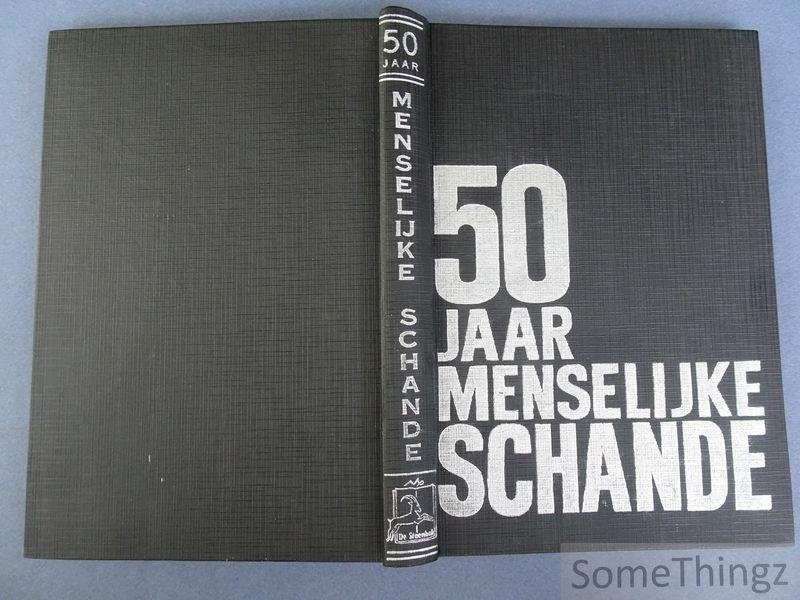 50
JAAR
MENSELIJKE SCHANDE
De Steenbok
50
JAAR
MENSELIJKE
SCHANDE
SomeThingz